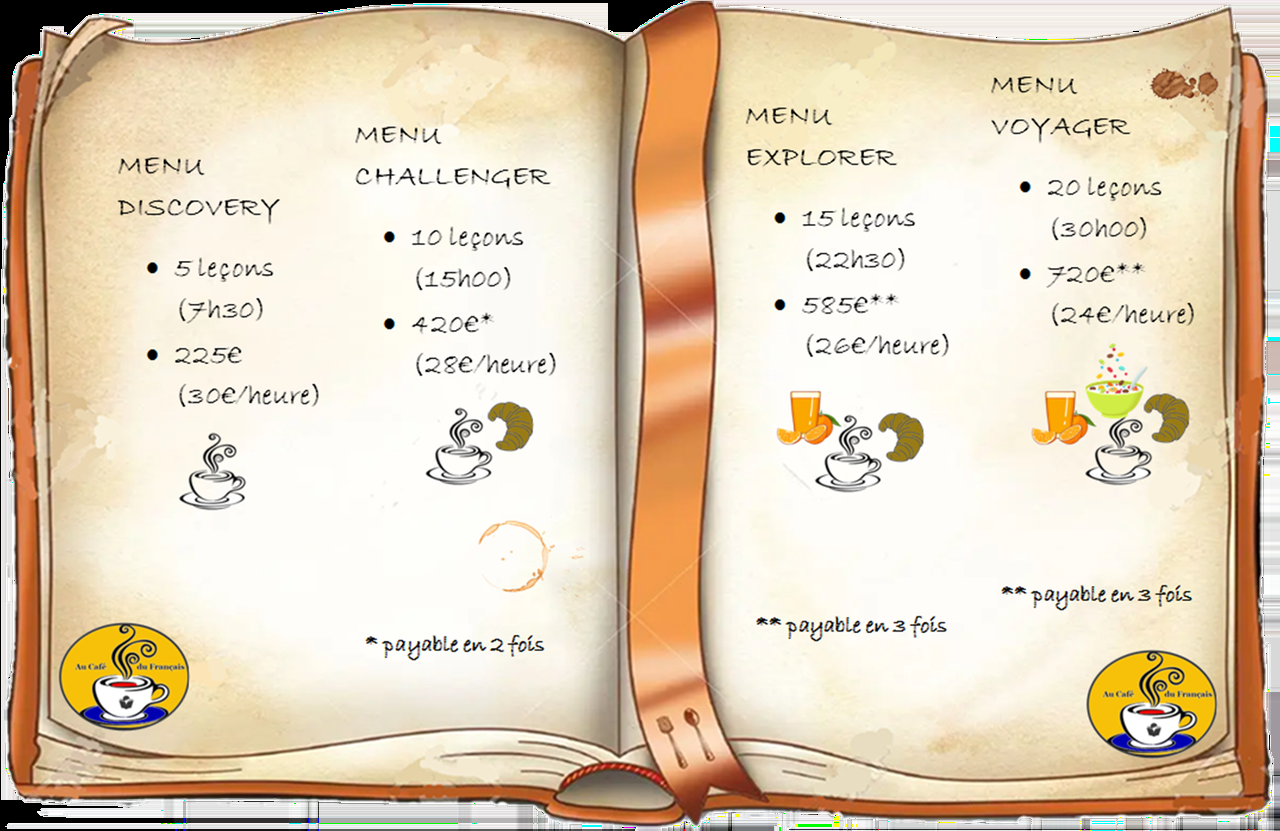 MENU
DISCOVERY
5 leçons
(7h30)
225€
(30€/heure)
MENU
CHALLENGER
10 leçons
(15h00)
420€*
(28€/heure)
* payable en 2 fois
Au Café du Français
MENU
EXPLORER
15 leçons
(22h30)
585€**
(26€/heure)
** payable en 3 fois
MENU
VOYAGER
20 leçons
(30h00)
720€**
(24€/heure)
** payable en 3 fois
Au Café du Français